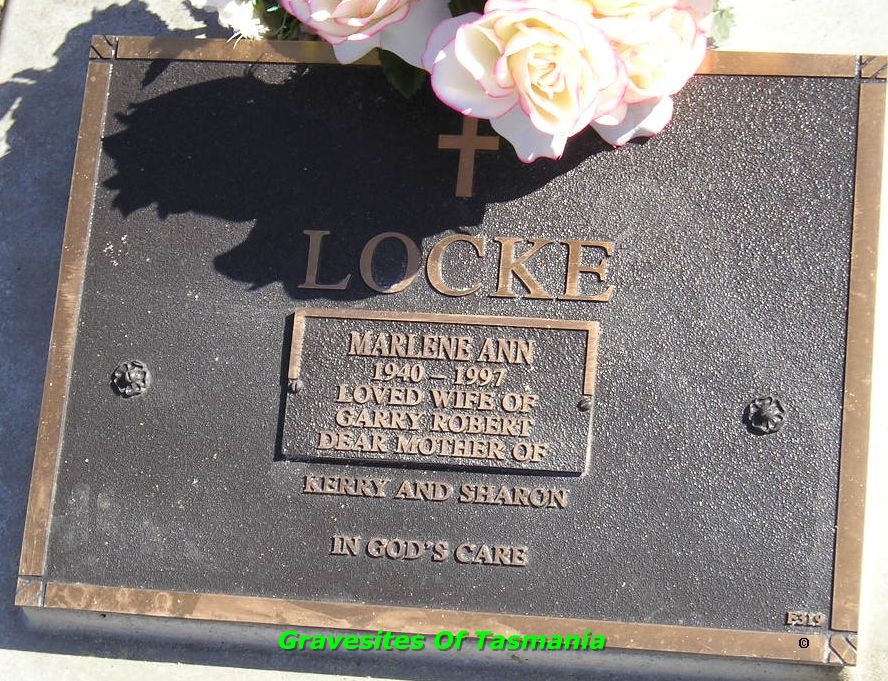 LOCKE
MARLENE ANN
1940 – 1997
LOVED WIFE OF
GARRY ROBERT
DEAR MOTHER OF
KERRY AND SHARON
IN GOD'S CARE
F319
Gravesites Of Tasmania
©